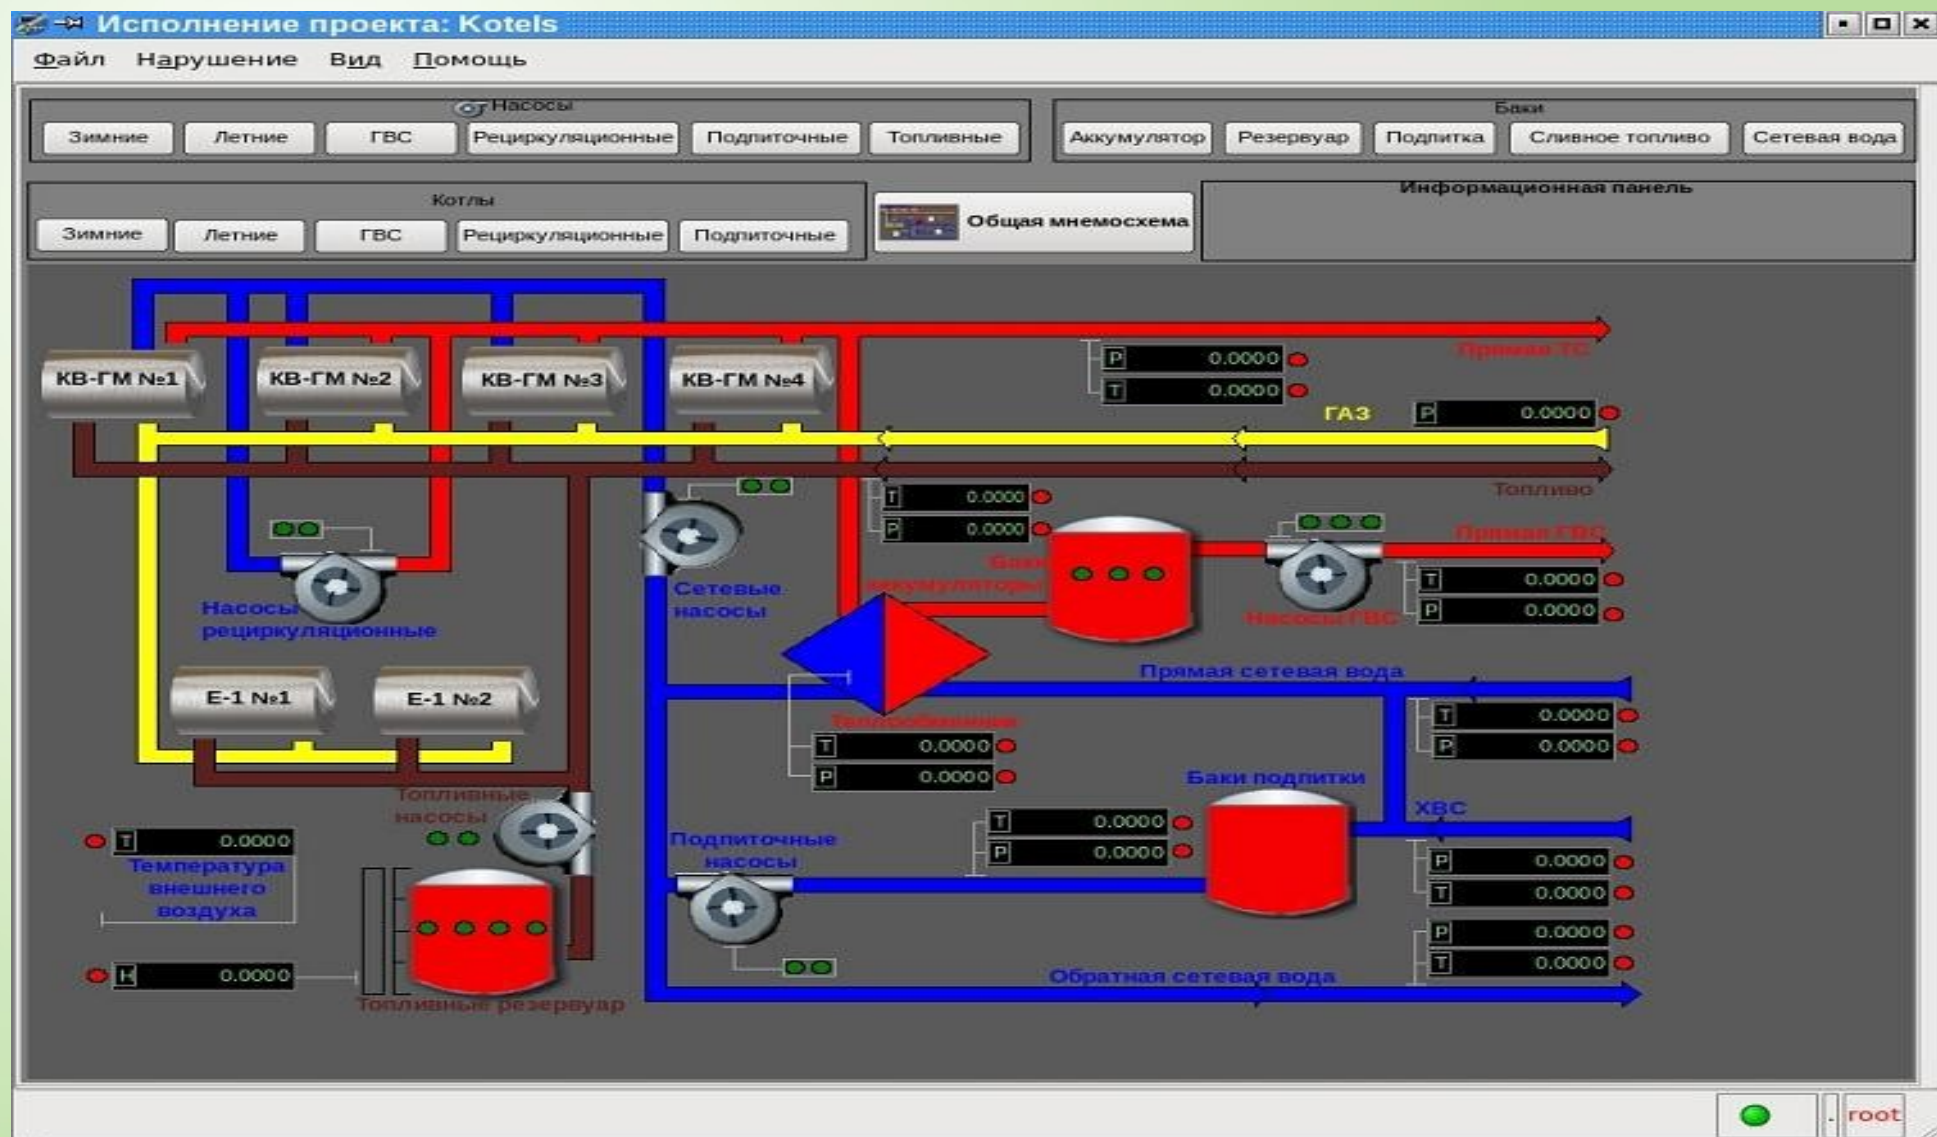 Исполнение проекта: Kotels
Файл Нарушение Вид Помощь
Насосы
Баки
Зимние Летние ГВС Рециркуляционные Подпиточные Топливные
Аккумулятор Резервуар Подпитка Сливное топливо Сетевая вода
Котлы
Информационная панель
Зимние Летние ГВС Рециркуляционные Подпиточные
Общая мнемосхема
Прямая ТС
КВ-ГМ №1 КВ-ГМ №2 КВ-ГМ №3 КВ-ГМ №4
P 0.0000
T 0.0000
ГАЗ P 0.0000
Топливо
T 0.0000
P 0.0000
Прямая ГВС
Баки
аккумуляторы
T 0.0000
P 0.0000
Насосы ГВС
Сетевые
насосы
Насосы
рециркуляционные
Прямая сетевая вода
E-1 №1 E-1 №2
T 0.0000
P 0.0000
Теплообменник
T 0.0000
P 0.0000
Баки подпитки
Топливные
насосы
ХВС
T 0.0000
P 0.0000
T 0.0000
Температура
внешнего
воздуха
Подпиточные
насосы
P 0.0000
T 0.0000
P 0.0000
T 0.0000
H 0.0000
Обратная сетевая вода
Топливные резервуар
root